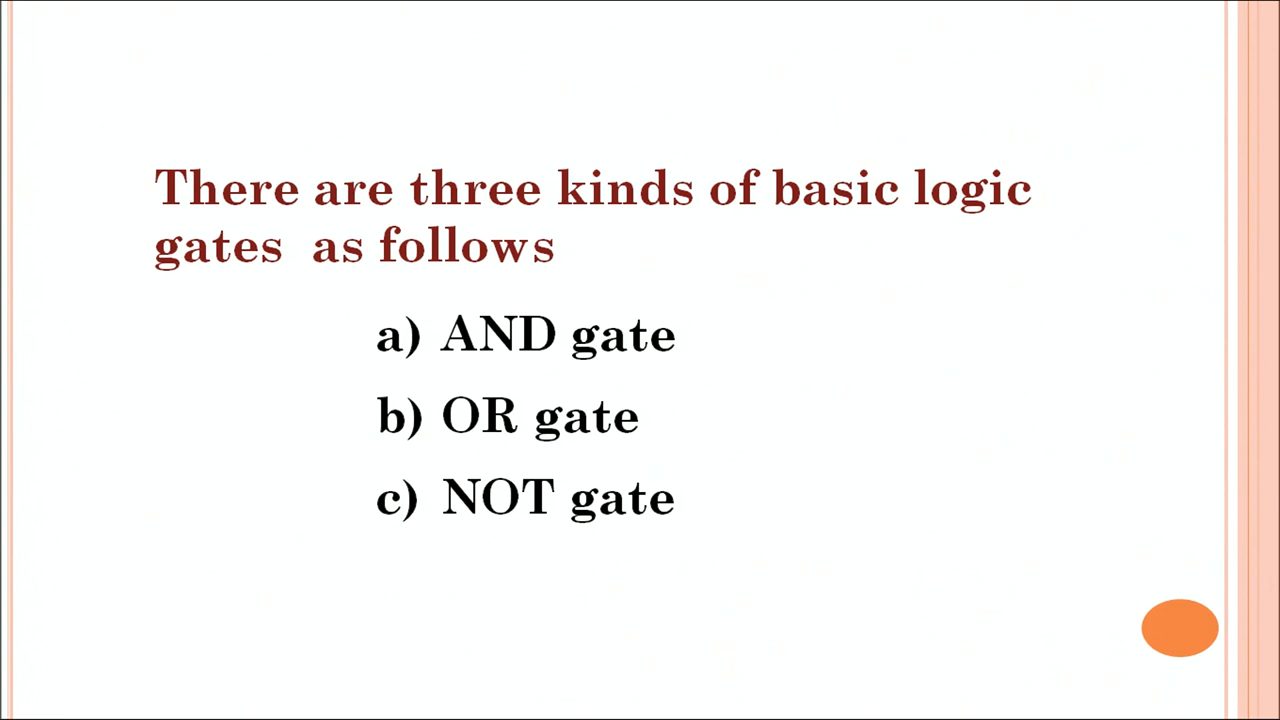 There are three kinds of basic logic
gates  as follows
a) AND gate
b) OR gate
c) NOT gate